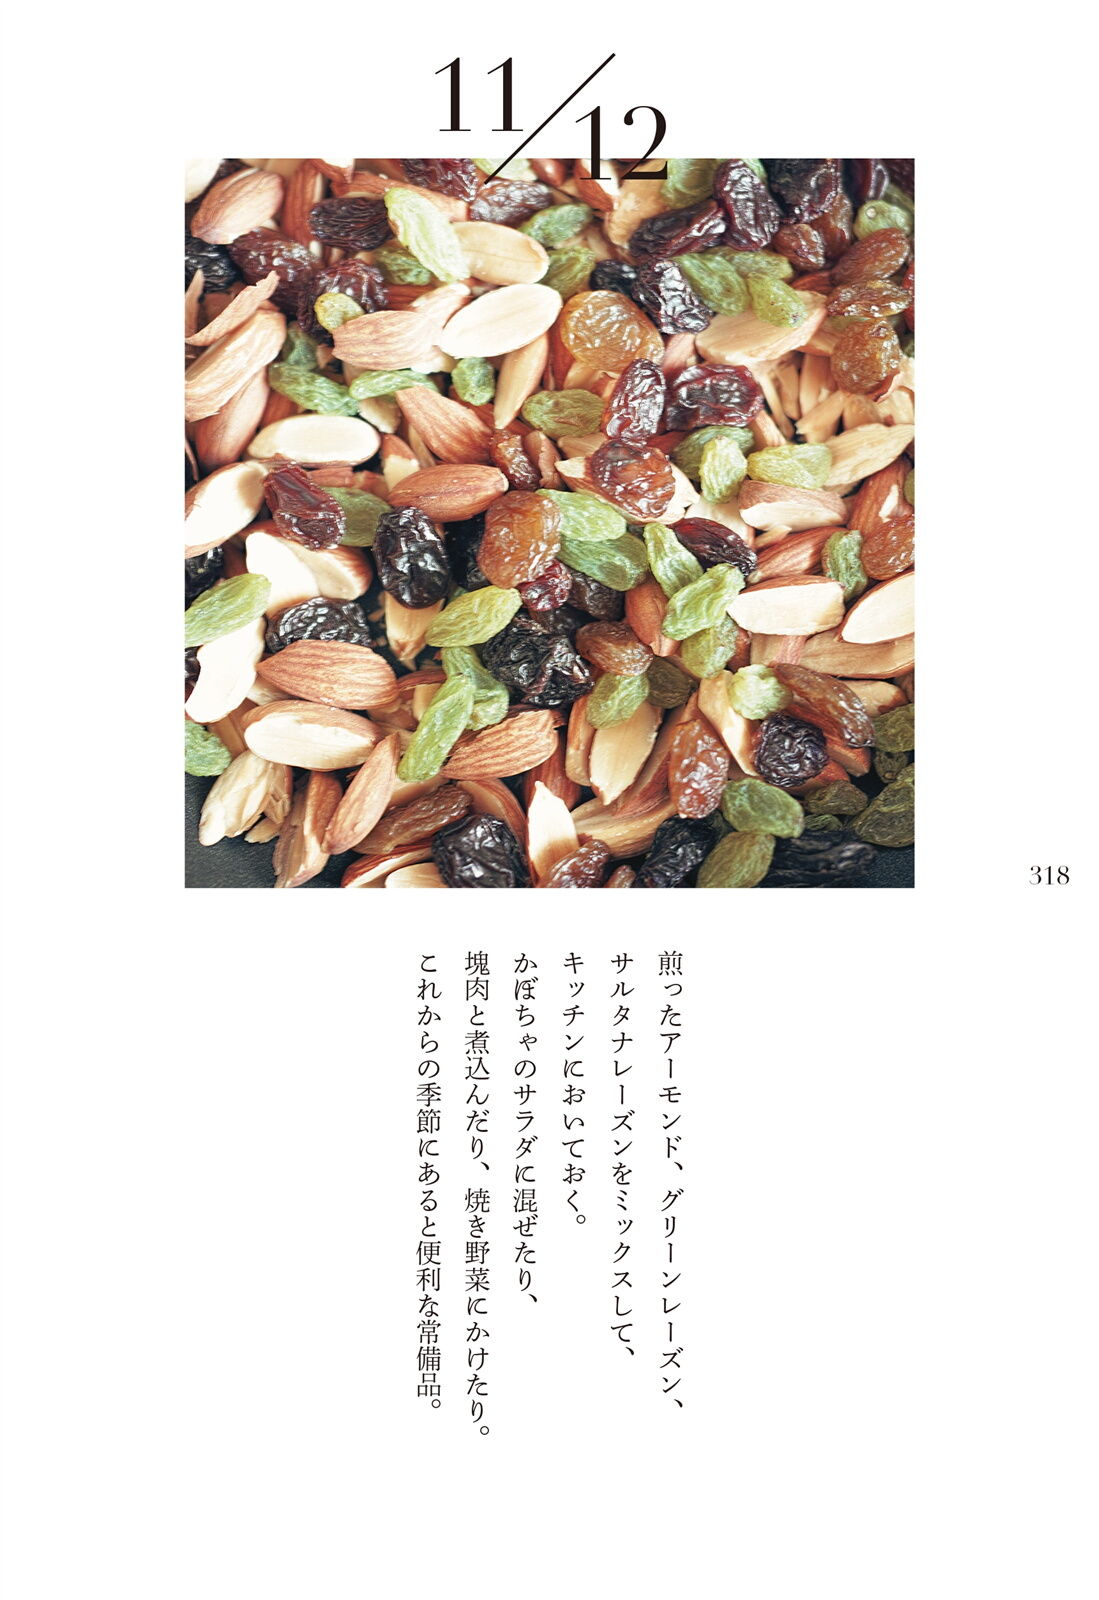 11/12
318
煎ったアーモンド、グリーンレーズン、
サルタナレーズンをミックスして、
キッチンにおいておく。
かぼちゃのサラダに混ぜたり、
塊肉と煮込んだり、焼き野菜にかけたり。
これからの季節にあると便利な常備品。